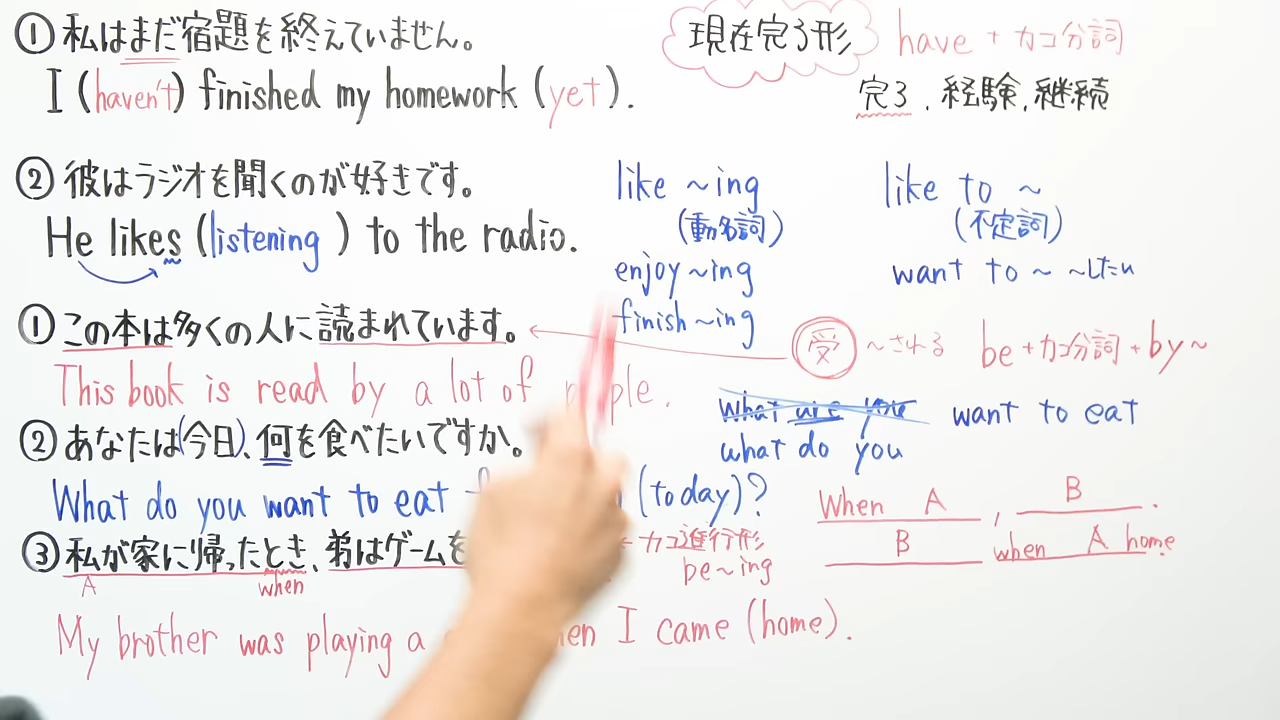 ① 私はまだ宿題を終えていません。
I (haven't) finished my homework (yet).
現在完了形 have + カコ分詞
完了, 経験, 継続
② 彼はラジオを聞くのが好きです。
He likes (listening ) to the radio.
like ~ing
(動名詞)
enjoy ~ing
finish ~ing
like to ~
(不定詞)
want to ~ ~したい
① この本は多くの人に読まれています。
This book is read by a lot of ple.
受 ~される be + カコ分詞 + by ~
② あなたは(今日)、何を食べたいですか。
What do you want to eat (today)?
What are you want to eat
what do you
③ 私が家に帰ったとき、弟はゲームを
A when
カコ進行形
be ~ing
My brother was playing a en I came (home).
When A , B .
B when A home